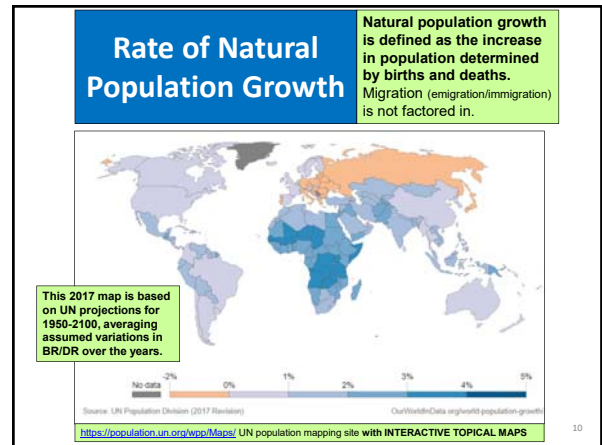 Rate of Natural
Population Growth
Natural population growth
is defined as the increase
in population determined
by births and deaths.
Migration (emigration/immigration)
is not factored in.
This 2017 map is based
on UN projections for
1950-2100, averaging
assumed variations in
BR/DR over the years.
No data
-2%
0%
1%
2%
3%
4%
5%
Source: UN Population Division (2017 Revision)
OurWorldInData.org/world-population-growth
https://population.un.org/wpp/Maps/ UN population mapping site with INTERACTIVE TOPICAL MAPS
10